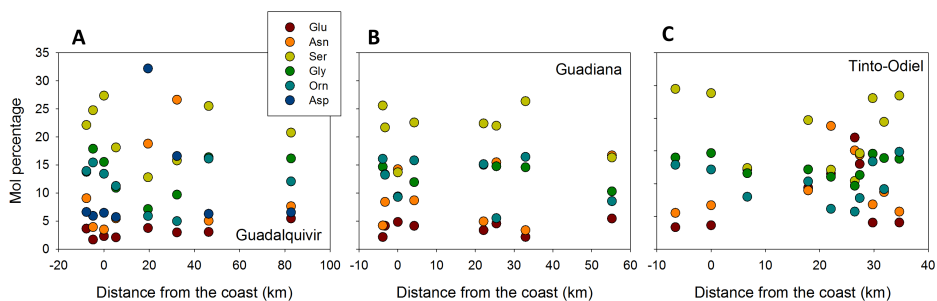 A
B
C
Glu
Asn
Ser
Gly
Orn
Asp
Guadiana
Tinto-Odiel
Guadalquivir
Mol percentage
35
30
25
20
15
10
5
0
-20 0 20 40 60 80 100
-10 0 10 20 30 40 50 60
-10 0 10 20 30 40
Distance from the coast (km)
Distance from the coast (km)
Distance from the coast (km)